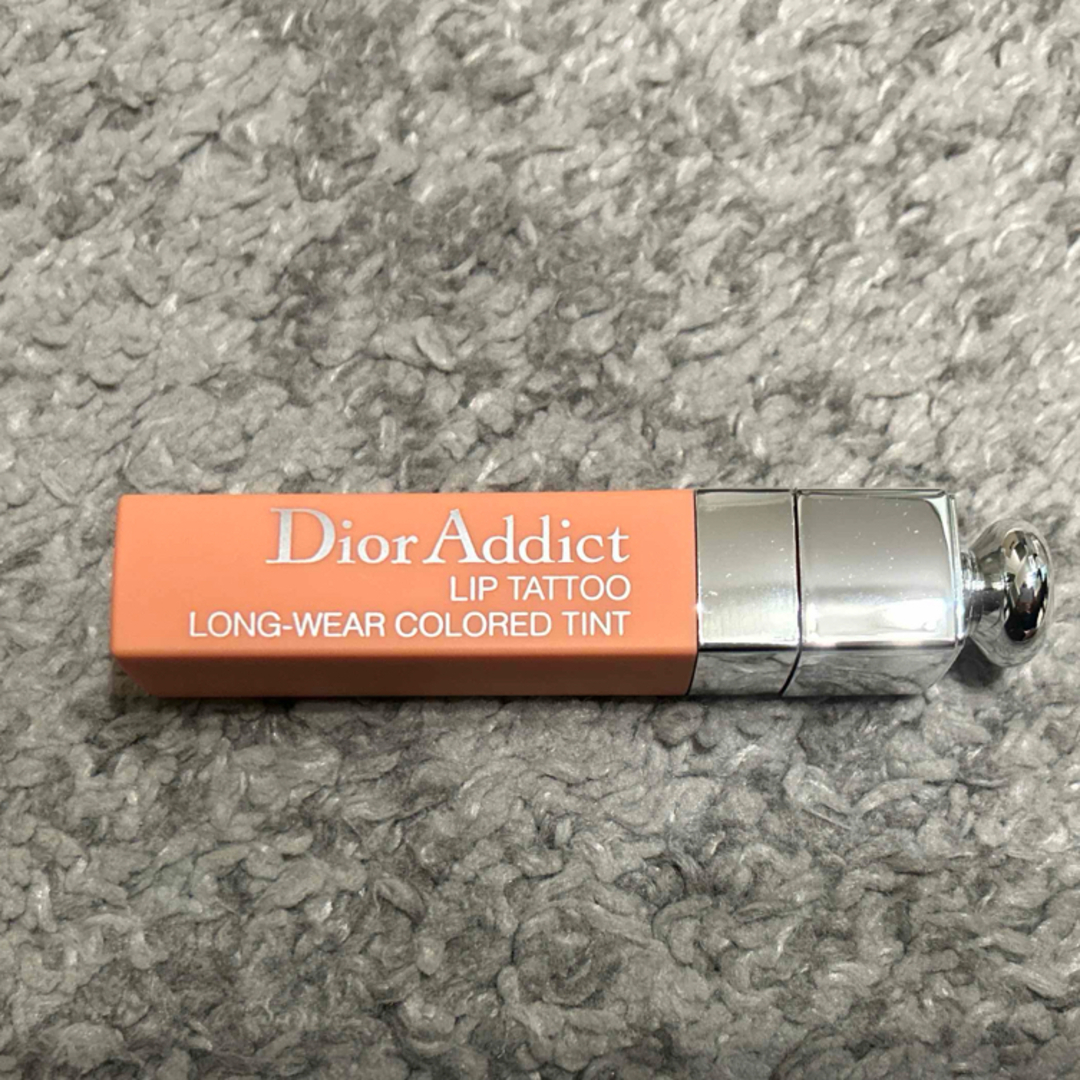 Dior Addict
LIP TATTOO
LONG-WEAR COLORED TINT